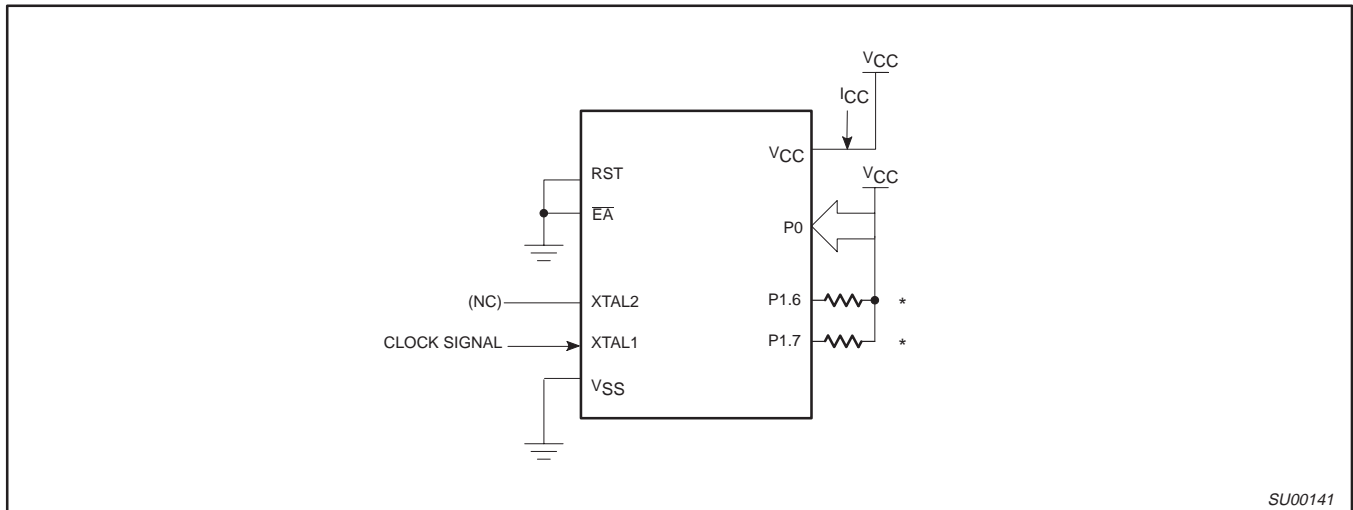 VCC
ICC
VCC
RST
VCC
EA
P0
(NC)
XTAL2
P1.6
*
CLOCK SIGNAL
XTAL1
P1.7
*
VSS
SU00141